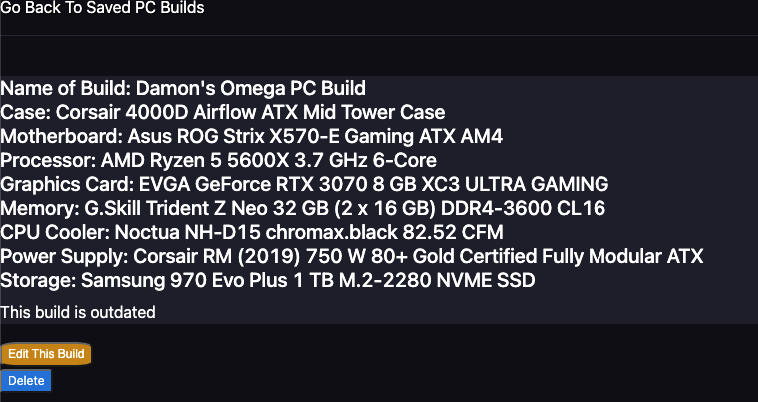 Go Back To Saved PC Builds
Name of Build: Damon's Omega PC Build
Case: Corsair 4000D Airflow ATX Mid Tower Case
Motherboard: Asus ROG Strix X570-E Gaming ATX AM4
Processor: AMD Ryzen 5 5600X 3.7 GHz 6-Core
Graphics Card: EVGA GeForce RTX 3070 8 GB XC3 ULTRA GAMING
Memory: G.Skill Trident Z Neo 32 GB (2 x 16 GB) DDR4-3600 CL16
CPU Cooler: Noctua NH-D15 chromax.black 82.52 CFM
Power Supply: Corsair RM (2019) 750 W 80+ Gold Certified Fully Modular ATX
Storage: Samsung 970 Evo Plus 1 TB M.2-2280 NVME SSD
This build is outdated
Edit This Build
Delete